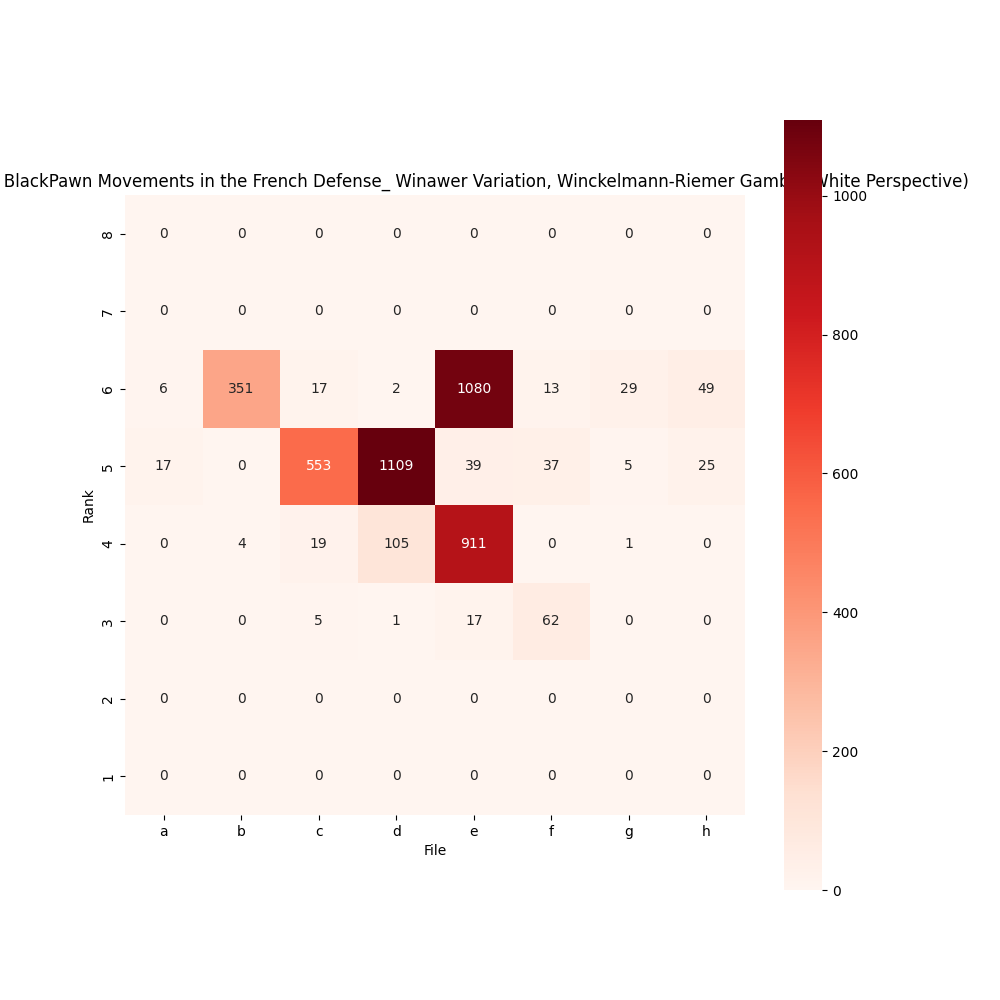 BlackPawn Movements in the French Defense_ Winawer Variation, Winckelmann-Riemer White Perspective)
1000
8 0 0 0 0 0 0 0 0
7 0 0 0 0 0 0 0 0
800
6 6 351 17 2 1080 13 29 49
600
5 17 0 553 1109 39 37 5 25
Rank
4 0 4 19 105 911 0 1 0
400
3 0 0 5 1 17 62 0 0
2 0 0 0 0 0 0 0 0
200
1 0 0 0 0 0 0 0 0
a b c d e f g h
File
0